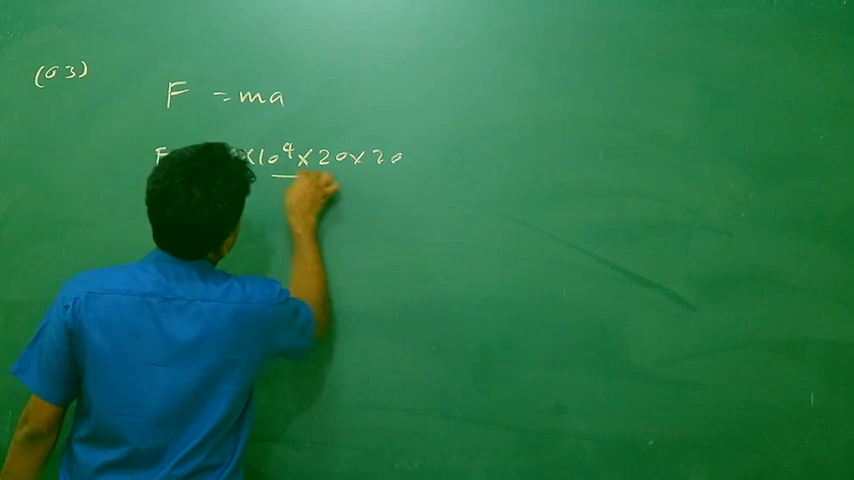 (03)
F = ma
F ×10⁴×20×20